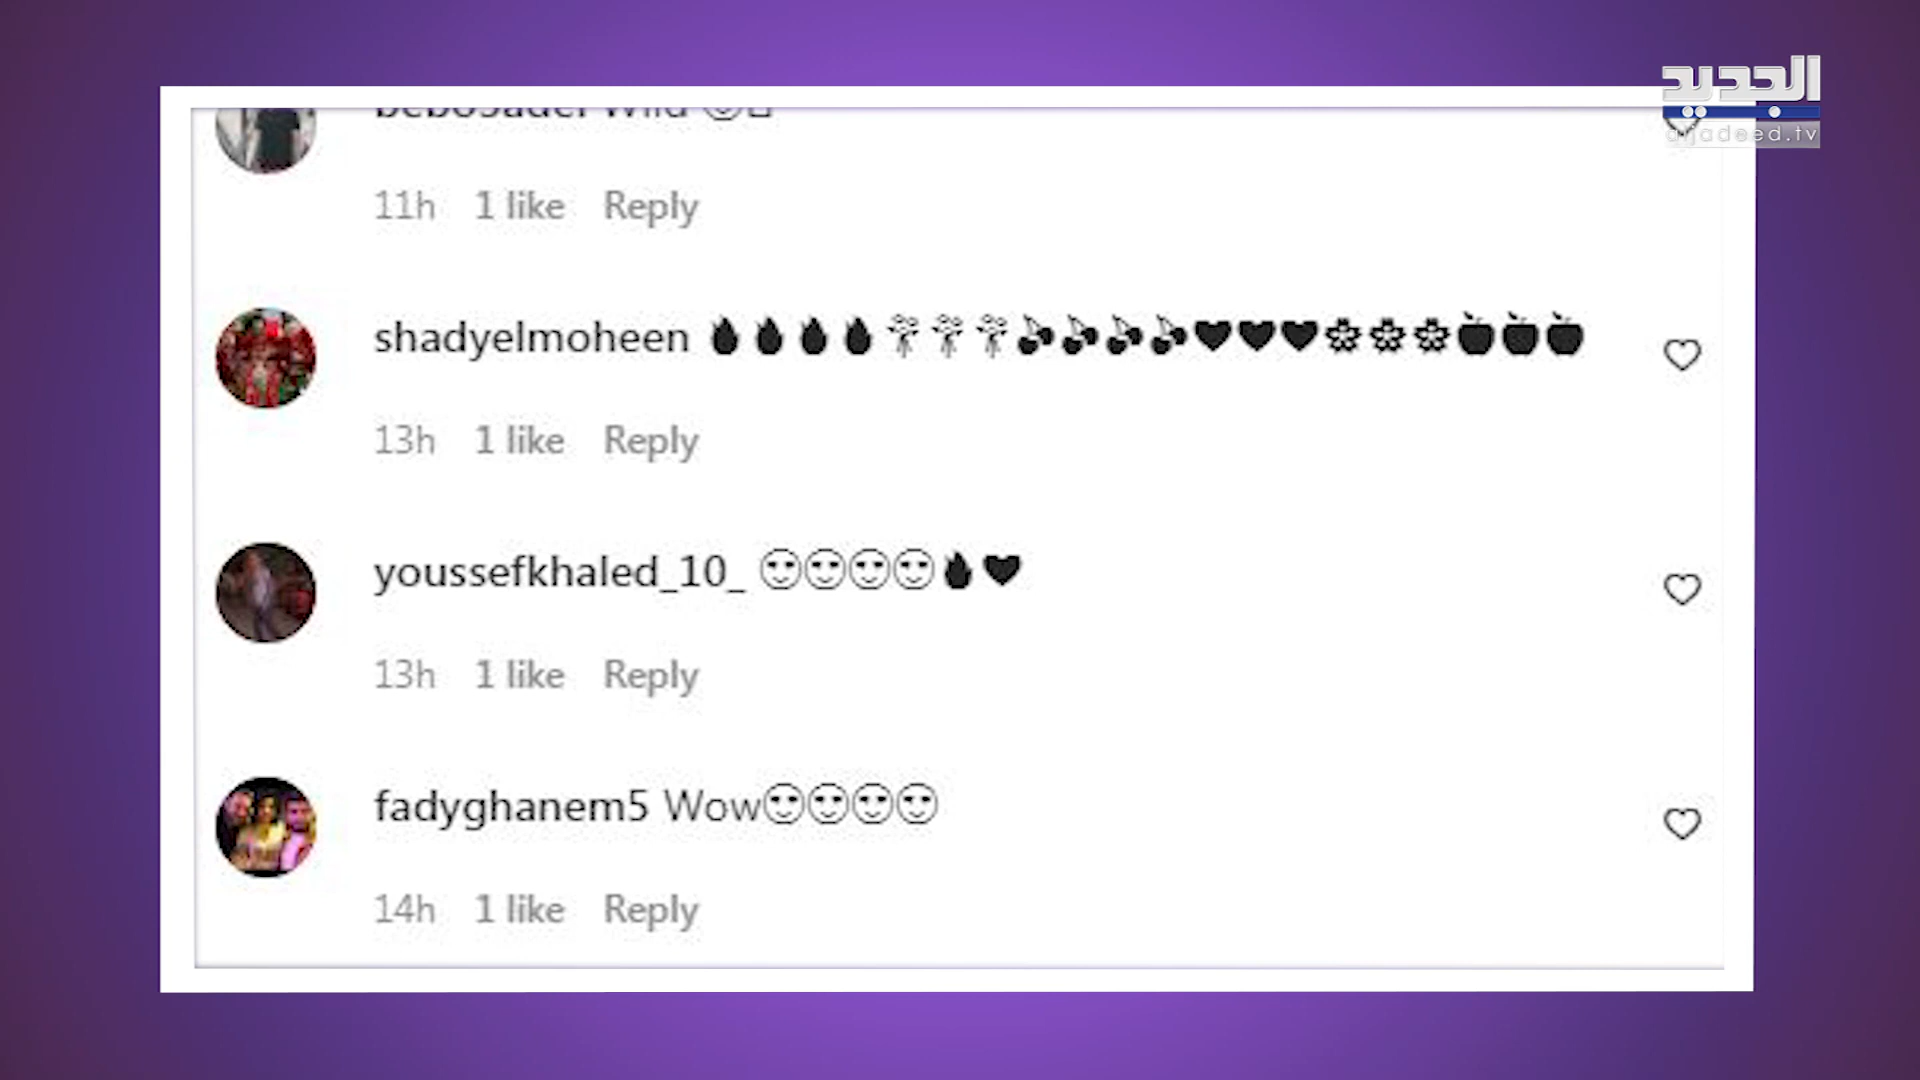 الجديد
aljadeed.tv
Wild
11h 1 like Reply
shadyelmoheen 🔥🔥🔥🔥💐💐💐🍒🍒🍒🍒❤❤❤🌸🌸🌸🍎🍎🍎
13h 1 like Reply
youssefkhaled_10_ 😍😍😍😍🔥❤
13h 1 like Reply
fadyghanem5 Wow😍😍😍😍
14h 1 like Reply